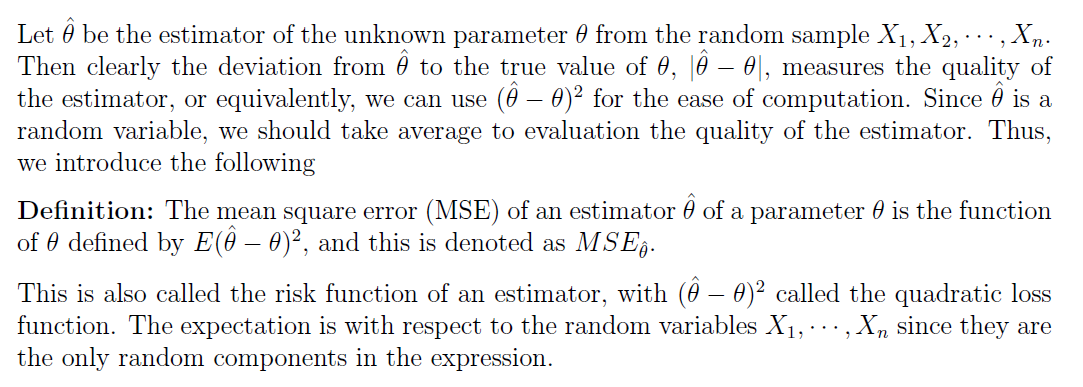 Let θ̂ be the estimator of the unknown parameter θ from the random sample X₁, X₂, ⋯, Xₙ.
Then clearly the deviation from θ̂ to the true value of θ, |θ̂ − θ|, measures the quality of
the estimator, or equivalently, we can use (θ̂ − θ)² for the ease of computation. Since θ̂ is a
random variable, we should take average to evaluation the quality of the estimator. Thus,
we introduce the following
Definition: The mean square error (MSE) of an estimator θ̂ of a parameter θ is the function
of θ defined by E(θ̂ − θ)², and this is denoted as MSE_θ̂.
This is also called the risk function of an estimator, with (θ̂ − θ)² called the quadratic loss
function. The expectation is with respect to the random variables X₁, ⋯, Xₙ since they are
the only random components in the expression.